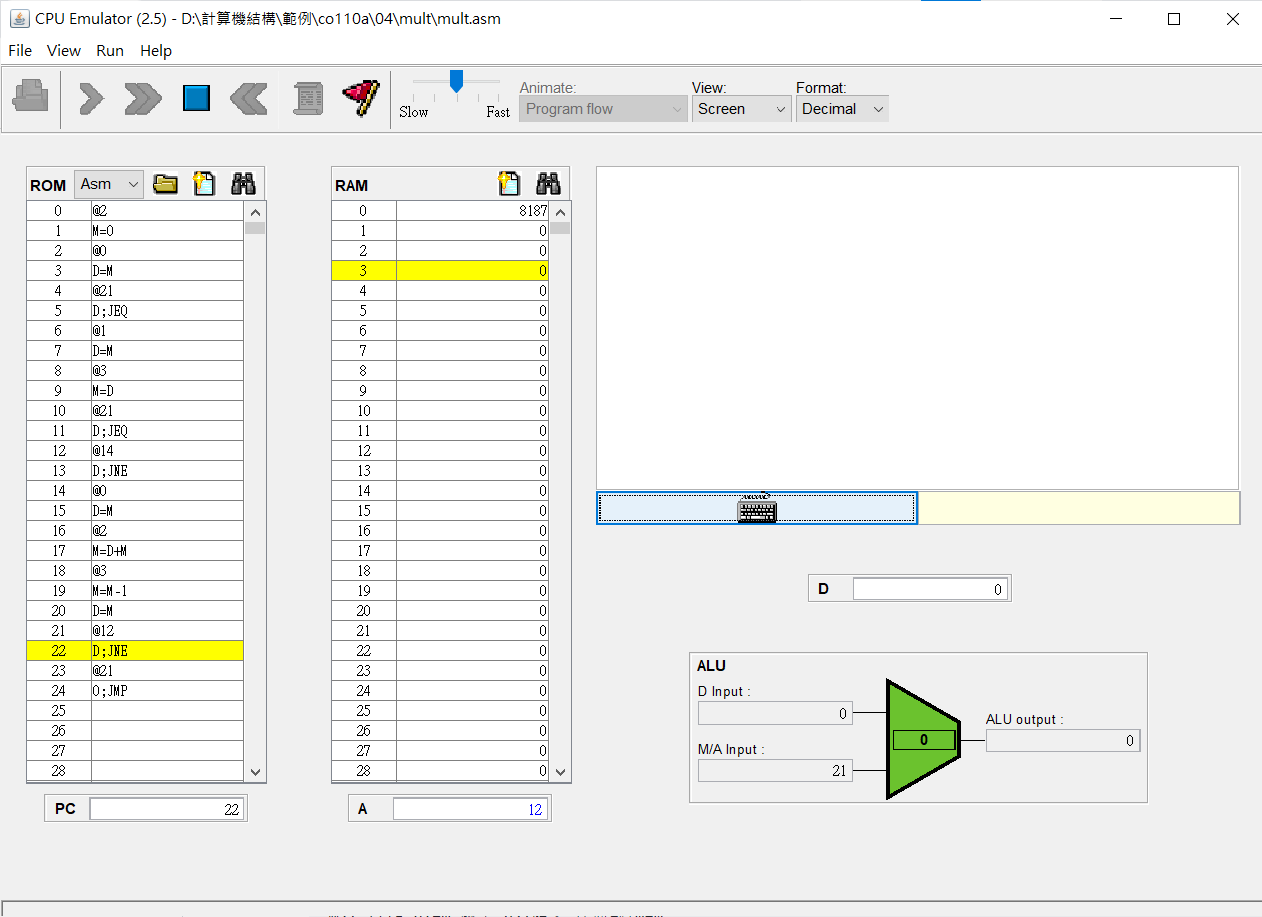 CPU Emulator (2.5) - D:\計算機結構\範例\co110a\04\mult\mult.asm
File View Run Help
Slow Fast
Animate: View: Format:
Program flow Screen Decimal
ROM Asm
0 @2
1 M=0
2 @0
3 D=M
4 @21
5 D;JEQ
6 @1
7 D=M
8 @3
9 M=D
10 @21
11 D;JEQ
12 @14
13 D;JNE
14 @0
15 D=M
16 @2
17 M=D+M
18 @3
19 M=M-1
20 D=M
21 @12
22 D;JNE
23 @21
24 0;JMP
25
26
27
28
PC 22
RAM
0 8187
1 0
2 0
3 0
4 0
5 0
6 0
7 0
8 0
9 0
10 0
11 0
12 0
13 0
14 0
15 0
16 0
17 0
18 0
19 0
20 0
21 0
22 0
23 0
24 0
25 0
26 0
27 0
28 0
A 12
D 0
ALU
D Input :
0
M/A Input :
21
0
ALU output :
0